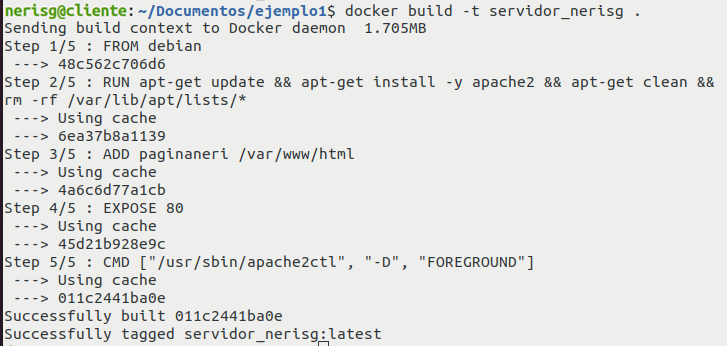 nerisg@cliente:~/Documentos/ejemplo1$ docker build -t servidor_nerisg .
Sending build context to Docker daemon  1.705MB
Step 1/5 : FROM debian
 ---> 48c562c706d6
Step 2/5 : RUN apt-get update && apt-get install -y apache2 && apt-get clean &&
rm -rf /var/lib/apt/lists/*
 ---> Using cache
 ---> 6ea37b8a1139
Step 3/5 : ADD paginaneri /var/www/html
 ---> Using cache
 ---> 4a6c6d77a1cb
Step 4/5 : EXPOSE 80
 ---> Using cache
 ---> 45d21b928e9c
Step 5/5 : CMD ["/usr/sbin/apache2ctl", "-D", "FOREGROUND"]
 ---> Using cache
 ---> 011c2441ba0e
Successfully built 011c2441ba0e
Successfully tagged servidor_nerisg:latest